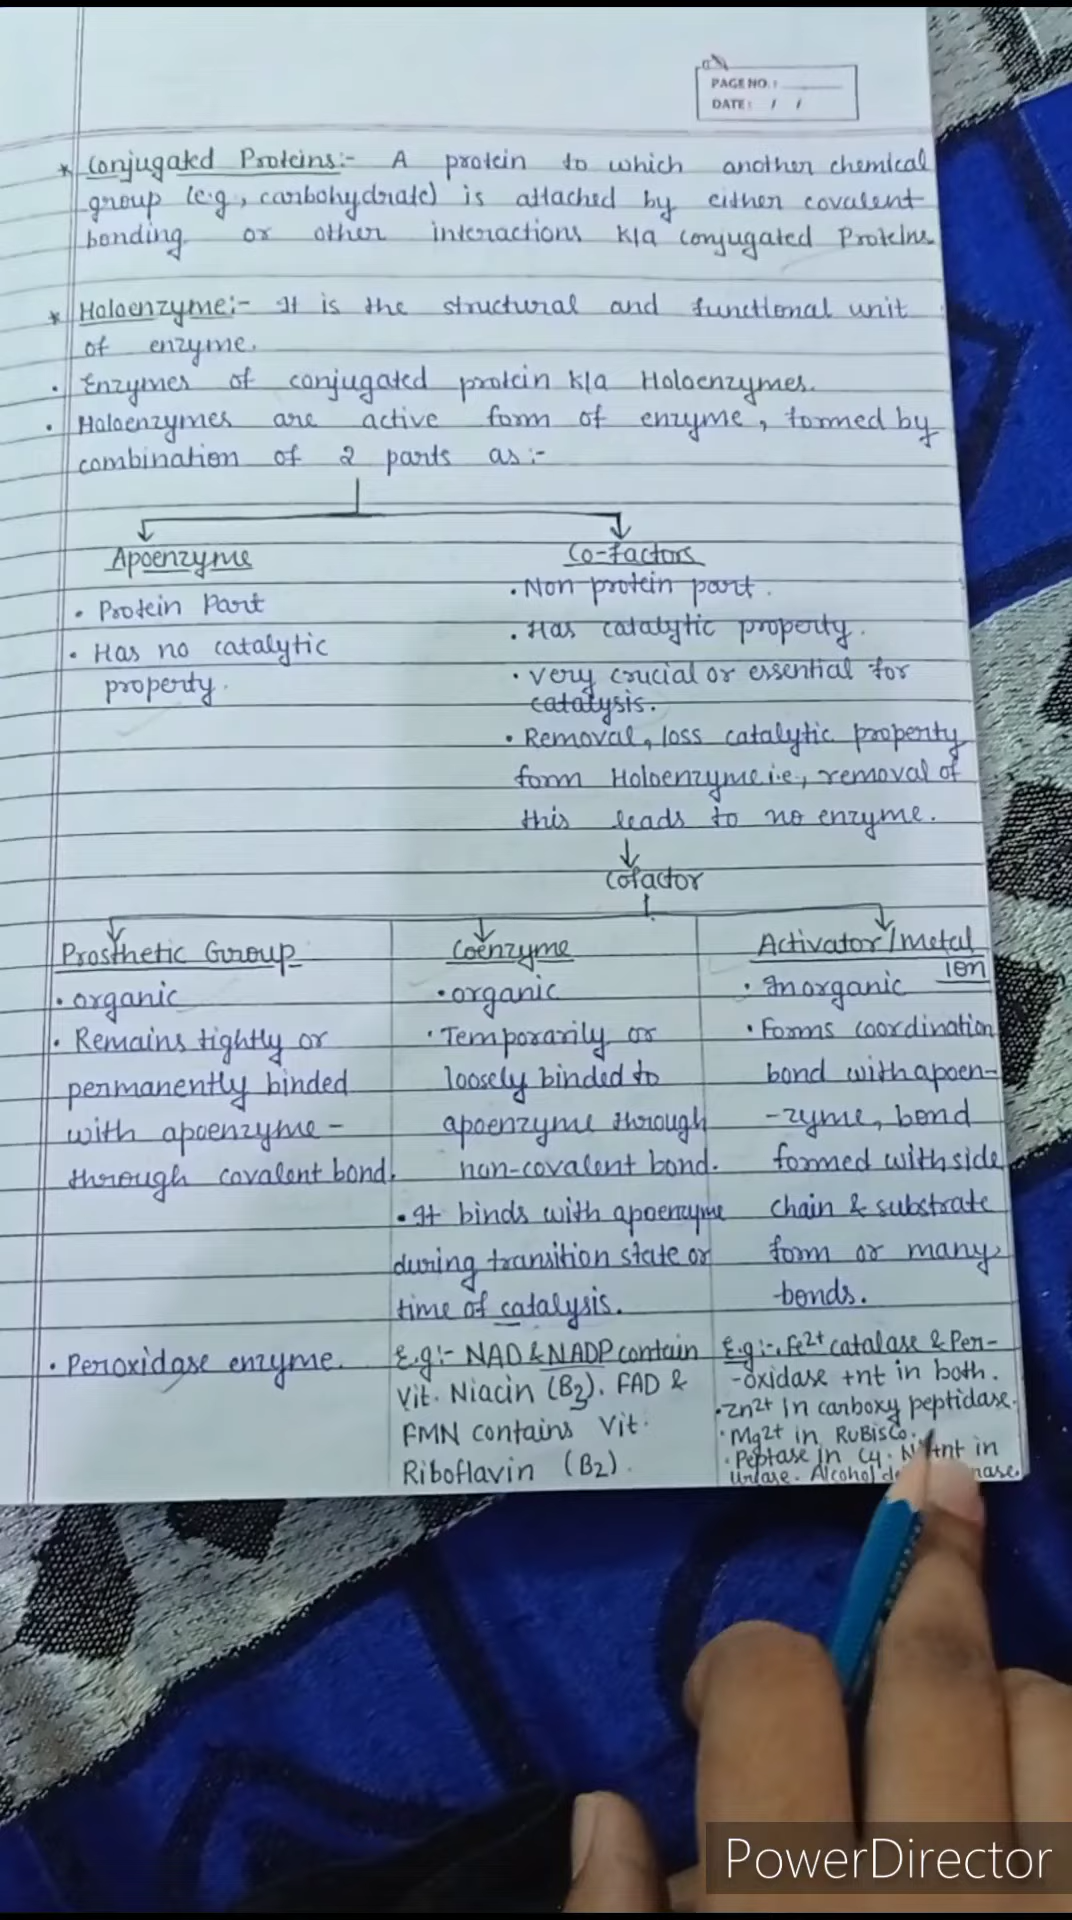 PAGE NO.:
DATE: / /
* Conjugated Proteins:- A protein to which another chemical
group (e.g, carbohydrate) is attached by either covalent
bonding or other interactions k/a conjugated Proteins.
* Holoenzyme:- It is the structural and functional unit
of enzyme.
• Enzymes of conjugated protein k/a Holoenzymes.
• Holoenzymes are active form of enzyme, formed by
combination of 2 parts as:-
Apoenzyme
• Protein Part
• Has no catalytic
property.
Co-factors
• Non protein part.
• Has catalytic property.
• very crucial or essential for
catalysis.
• Removal, loss catalytic property
form Holoenzyme i.e, removal of
this leads to no enzyme.
Cofactor
Prosthetic Group
• organic
• Remains tightly or
permanently binded
with apoenzyme -
through covalent bond.
• Peroxidase enzyme.
Coenzyme
• organic
• Temporarily or
loosely binded to
apoenzyme through
non-covalent bond.
• It binds with apoenzyme
during transition state or
time of catalysis.
E.g:- NAD & NADP contain
Vit. Niacin (B3). FAD &
FMN contains Vit.
Riboflavin (B2).
Activator/Metal
ion
• Inorganic
• Forms coordination
bond with apoen-
-zyme, bond
formed with side
chain & substrate
form or many
bonds.
E.g:-. Fe2+ catalase & Per-
-oxidase +nt in both.
• Zn2+ in carboxy peptidase.
• Mg2+ in RuBisCo.
• Peptase in C4. +nt in
Alcohol